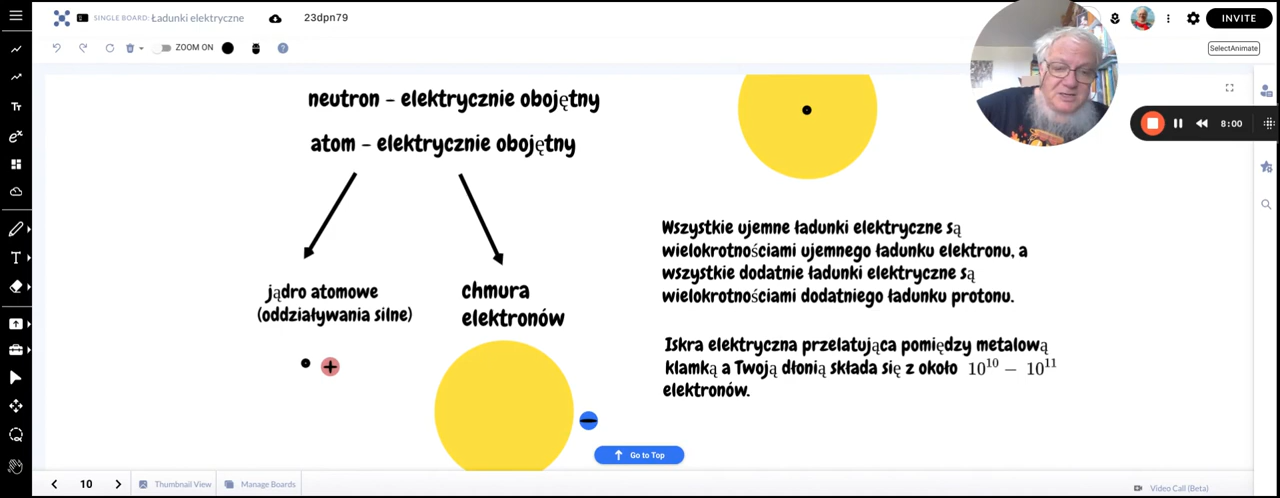 SINGLE BOARD: Ładunki elektryczne
23dpn79
INVITE
ZOOM ON
SelectAnimate
8:00
neutron – elektrycznie obojętny
atom – elektrycznie obojętny
jądro atomowe
(oddziaływania silne)
chmura
elektronów
Wszystkie ujemne ładunki elektryczne są
wielokrotnościami ujemnego ładunku elektronu, a
wszystkie dodatnie ładunki elektryczne są
wielokrotnościami dodatniego ładunku protonu.
Iskra elektryczna przelatująca pomiędzy metalową
klamką a Twoją dłonią składa się z około 10¹⁰ – 10¹¹
elektronów.
Go to Top
10
Thumbnail View
Manage Boards
Video Call (Beta)